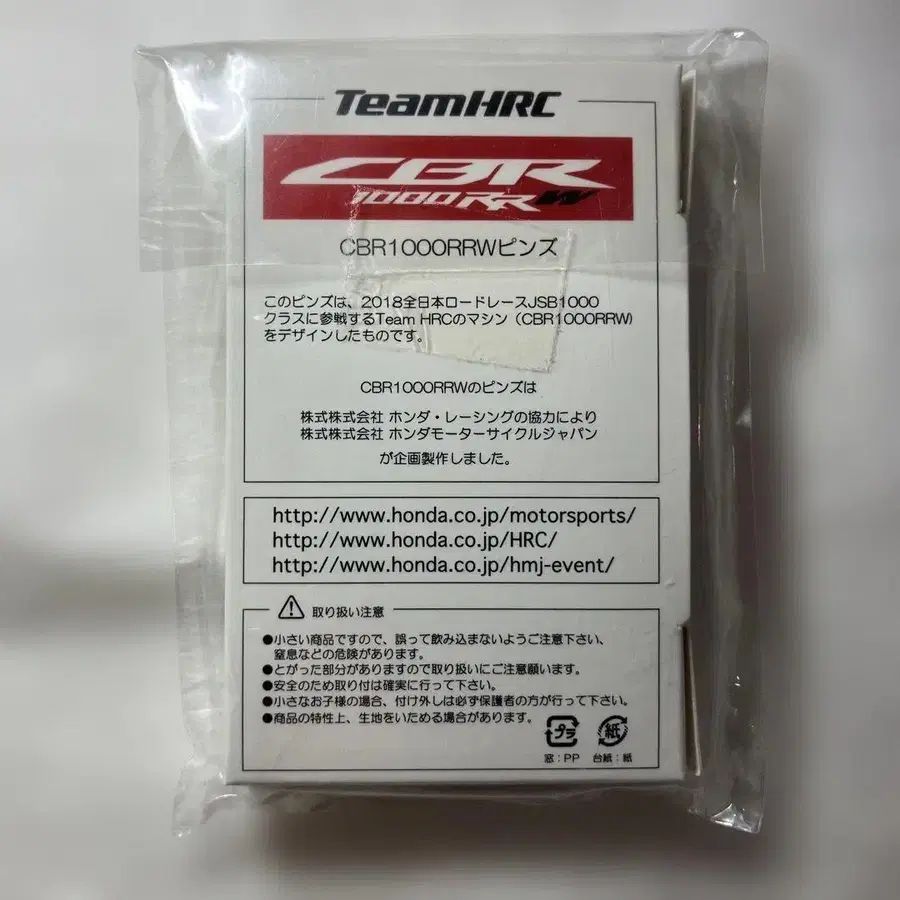 TeamHRC
CBR
1000RRW
CBR1000RRWピンズ
このピンズは、2018全日本ロードレースJSB1000
クラスに参戦するTeam HRCのマシン（CBR1000RRW)
をデザインしたものです。
CBR1000RRWのピンズは
株式株式会社 ホンダ・レーシングの協力により
株式株式会社 ホンダモーターサイクルジャパン
が企画製作しました。
http://www.honda.co.jp/motorsports/
http://www.honda.co.jp/HRC/
http://www.honda.co.jp/hmj-event/
取り扱い注意
●小さい商品ですので、誤って飲み込まないようご注意下さい、
窒息などの危険があります。
●とがった部分がありますので取り扱いにご注意願います。
●安全のため取り付は確実に行って下さい。
●小さなお子様の場合、付け外しは必ず保護者の方が行って下さい。
●商品の特性上、生地をいためる場合があります。
プラ 紙
窓：PP 台紙：紙